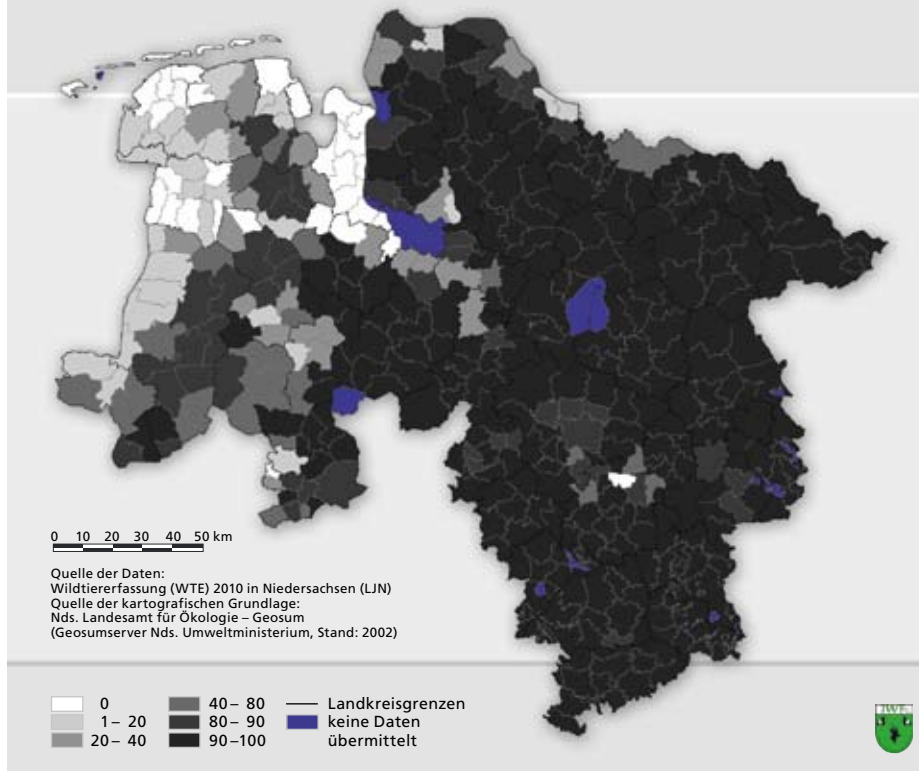 0 10 20 30 40 50 km
Quelle der Daten:
Wildtiererfassung (WTE) 2010 in Niedersachsen (LJN)
Quelle der kartografischen Grundlage:
Nds. Landesamt für Ökologie – Geosum
(Geosumserver Nds. Umweltministerium, Stand: 2002)
0
1– 20
20– 40
40– 80
80– 90
90–100
Landkreisgrenzen
keine Daten
übermittelt